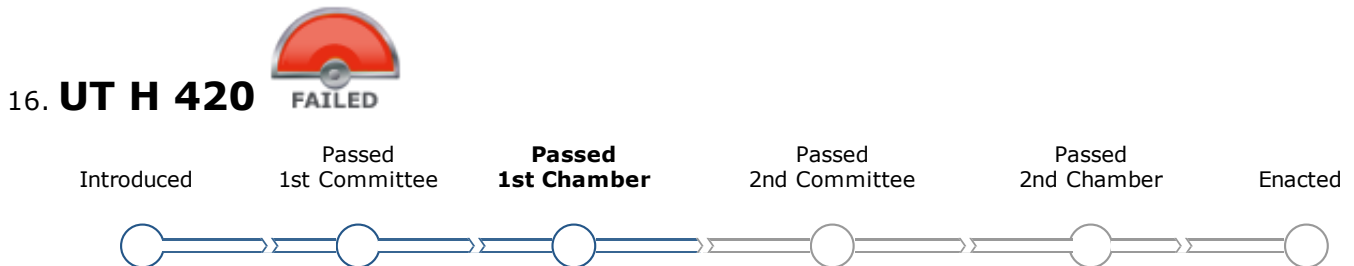 FAILED
16. UT H 420
Introduced
Passed
1st Committee
Passed
1st Chamber
Passed
2nd Committee
Passed
2nd Chamber
Enacted